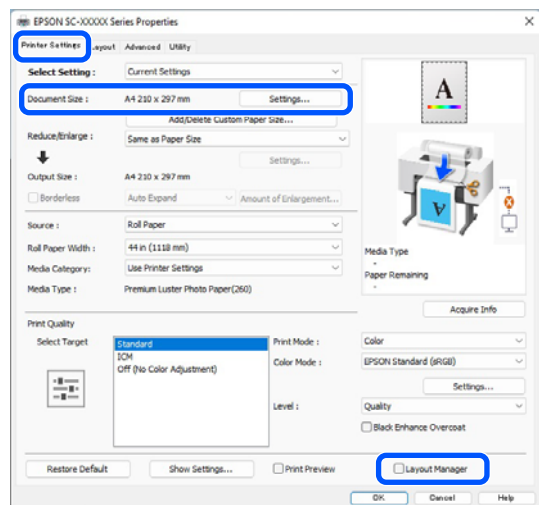 EPSON SC-XXXXX Series Properties
Printer Settings Layout Advanced Utility
Select Setting : Current Settings
Document Size : A4 210 x 297 mm Settings...
Add/Delete Custom Paper Size...
Reduce/Enlarge : Same as Paper Size
Settings...
Output Size : A4 210 x 297 mm
Borderless Auto Expand Amount of Enlargement...
Source : Roll Paper
Roll Paper Width : 44 in (1118 mm)
Media Category: Use Printer Settings
Media Type : Premium Luster Photo Paper(260)
A
A
Media Type
-
Paper Remaining
-
Acquire Info
Print Quality
Select Target
Standard
ICM
Off (No Color Adjustment)
Print Mode : Color
Color Mode : EPSON Standard (sRGB)
Settings...
Level : Quality
Black Enhance Overcoat
Restore Default Show Settings... Print Preview Layout Manager
OK Cancel Help